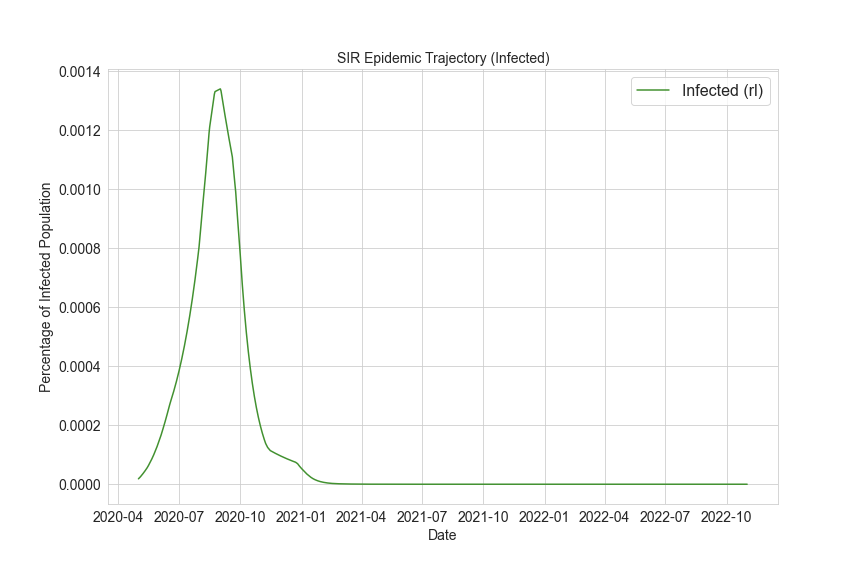 SIR Epidemic Trajectory (Infected)
Infected (rI)
Percentage of Infected Population
0.0014
0.0012
0.0010
0.0008
0.0006
0.0004
0.0002
0.0000
2020-04 2020-07 2020-10 2021-01 2021-04 2021-07 2021-10 2022-01 2022-04 2022-07 2022-10
Date